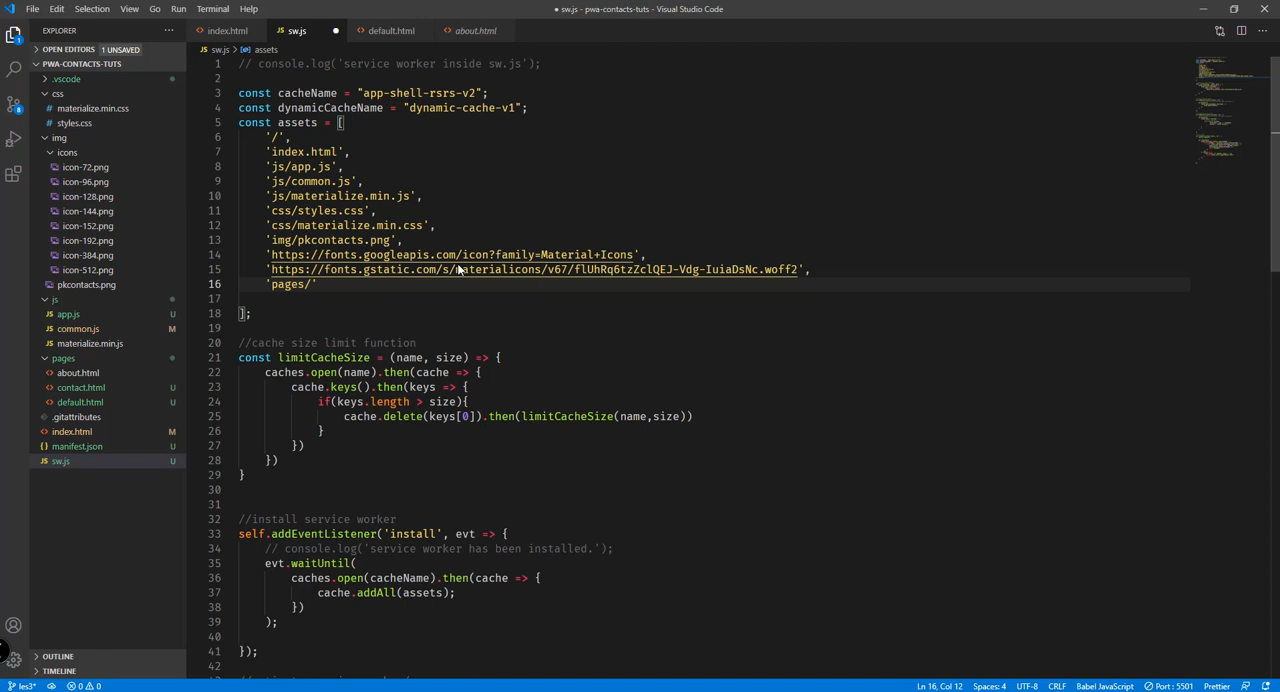 File Edit Selection View Go Run Terminal Help
● sw.js - pwa-contacts-tuts - Visual Studio Code
EXPLORER
index.html
JS sw.js
default.html
about.html
OPEN EDITORS 1 UNSAVED
JS sw.js > assets
PWA-CONTACTS-TUTS
.vscode
css
materialize.min.css
# styles.css
img
icons
icon-72.png
icon-96.png
icon-128.png
icon-144.png
icon-152.png
icon-192.png
icon-384.png
icon-512.png
pkcontacts.png
js
JS app.js U
JS common.js M
JS materialize.min.js
pages
about.html
contact.html U
default.html U
.gitattributes
index.html M
{} manifest.json U
JS sw.js U
OUTLINE
TIMELINE
1 // console.log('service worker inside sw.js');
2
3 const cacheName = "app-shell-rsrs-v2";
4 const dynamicCacheName = "dynamic-cache-v1";
5 const assets = [
6 '/',
7 'index.html',
8 'js/app.js',
9 'js/common.js',
10 'js/materialize.min.js',
11 'css/styles.css',
12 'css/materialize.min.css',
13 'img/pkcontacts.png',
14 'https://fonts.googleapis.com/icon?family=Material+Icons',
15 'https://fonts.gstatic.com/s/materialicons/v67/flUhRq6tzZclQEJ-Vdg-IuiaDsNc.woff2',
16 'pages/'
17
18 ];
19
20 //cache size limit function
21 const limitCacheSize = (name, size) => {
22 caches.open(name).then(cache => {
23 cache.keys().then(keys => {
24 if(keys.length > size){
25 cache.delete(keys[0]).then(limitCacheSize(name,size))
26 }
27 })
28 })
29 }
30
31
32 //install service worker
33 self.addEventListener('install', evt => {
34 // console.log('service worker has been installed.');
35 evt.waitUntil(
36 caches.open(cacheName).then(cache => {
37 cache.addAll(assets);
38 })
39 );
40
41 });
42
les3* 0 0
Ln 16, Col 12 Spaces: 4 UTF-8 CRLF Babel JavaScript Port : 5501 Prettier